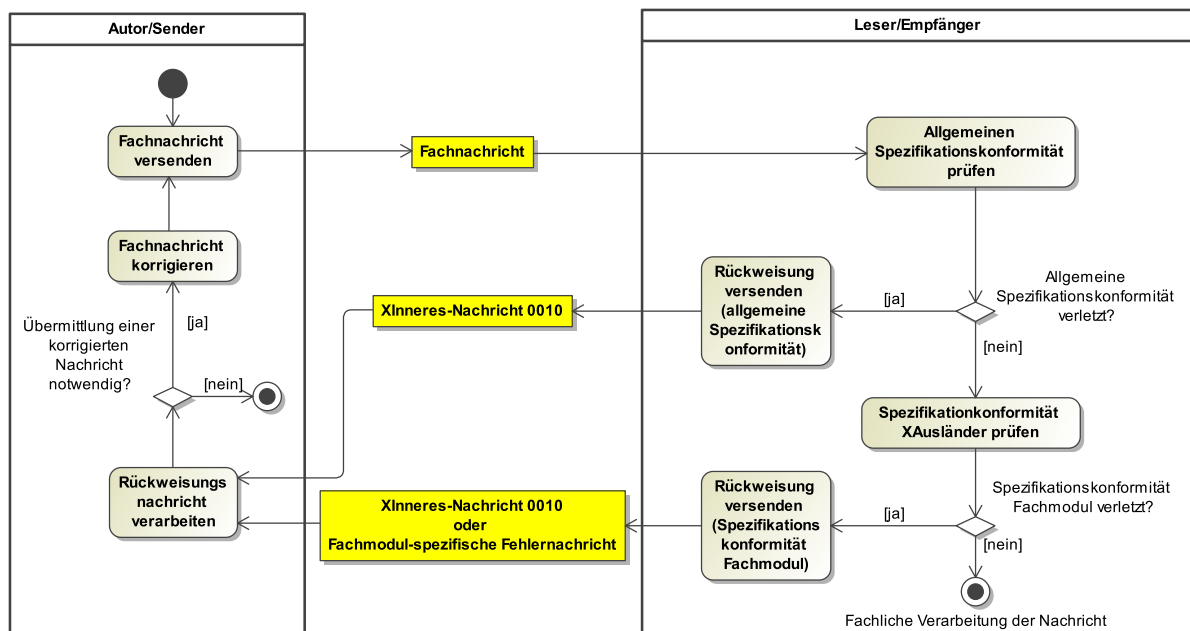 Autor/Sender
Leser/Empfänger
Fachnachricht
versenden
Fachnachricht
Allgemeinen
Spezifikationskonformität
prüfen
Fachnachricht
korrigieren
Rückweisung
versenden
(allgemeine
Spezifikationsk
onformität)
Allgemeine
Spezifikationskonformität
verletzt?
[ja]
XInneres-Nachricht 0010
Übermittlung einer
korrigierten
Nachricht
notwendig?
[ja]
[nein]
[nein]
Spezifikationkonformität
XAusländer prüfen
Rückweisungs
nachricht
verarbeiten
XInneres-Nachricht 0010
oder
Fachmodul-spezifische Fehlernachricht
Rückweisung
versenden
(Spezifikations
konformität
Fachmodul)
[ja]
Spezifikationskonformität
Fachmodul verletzt?
[nein]
Fachliche Verarbeitung der Nachricht